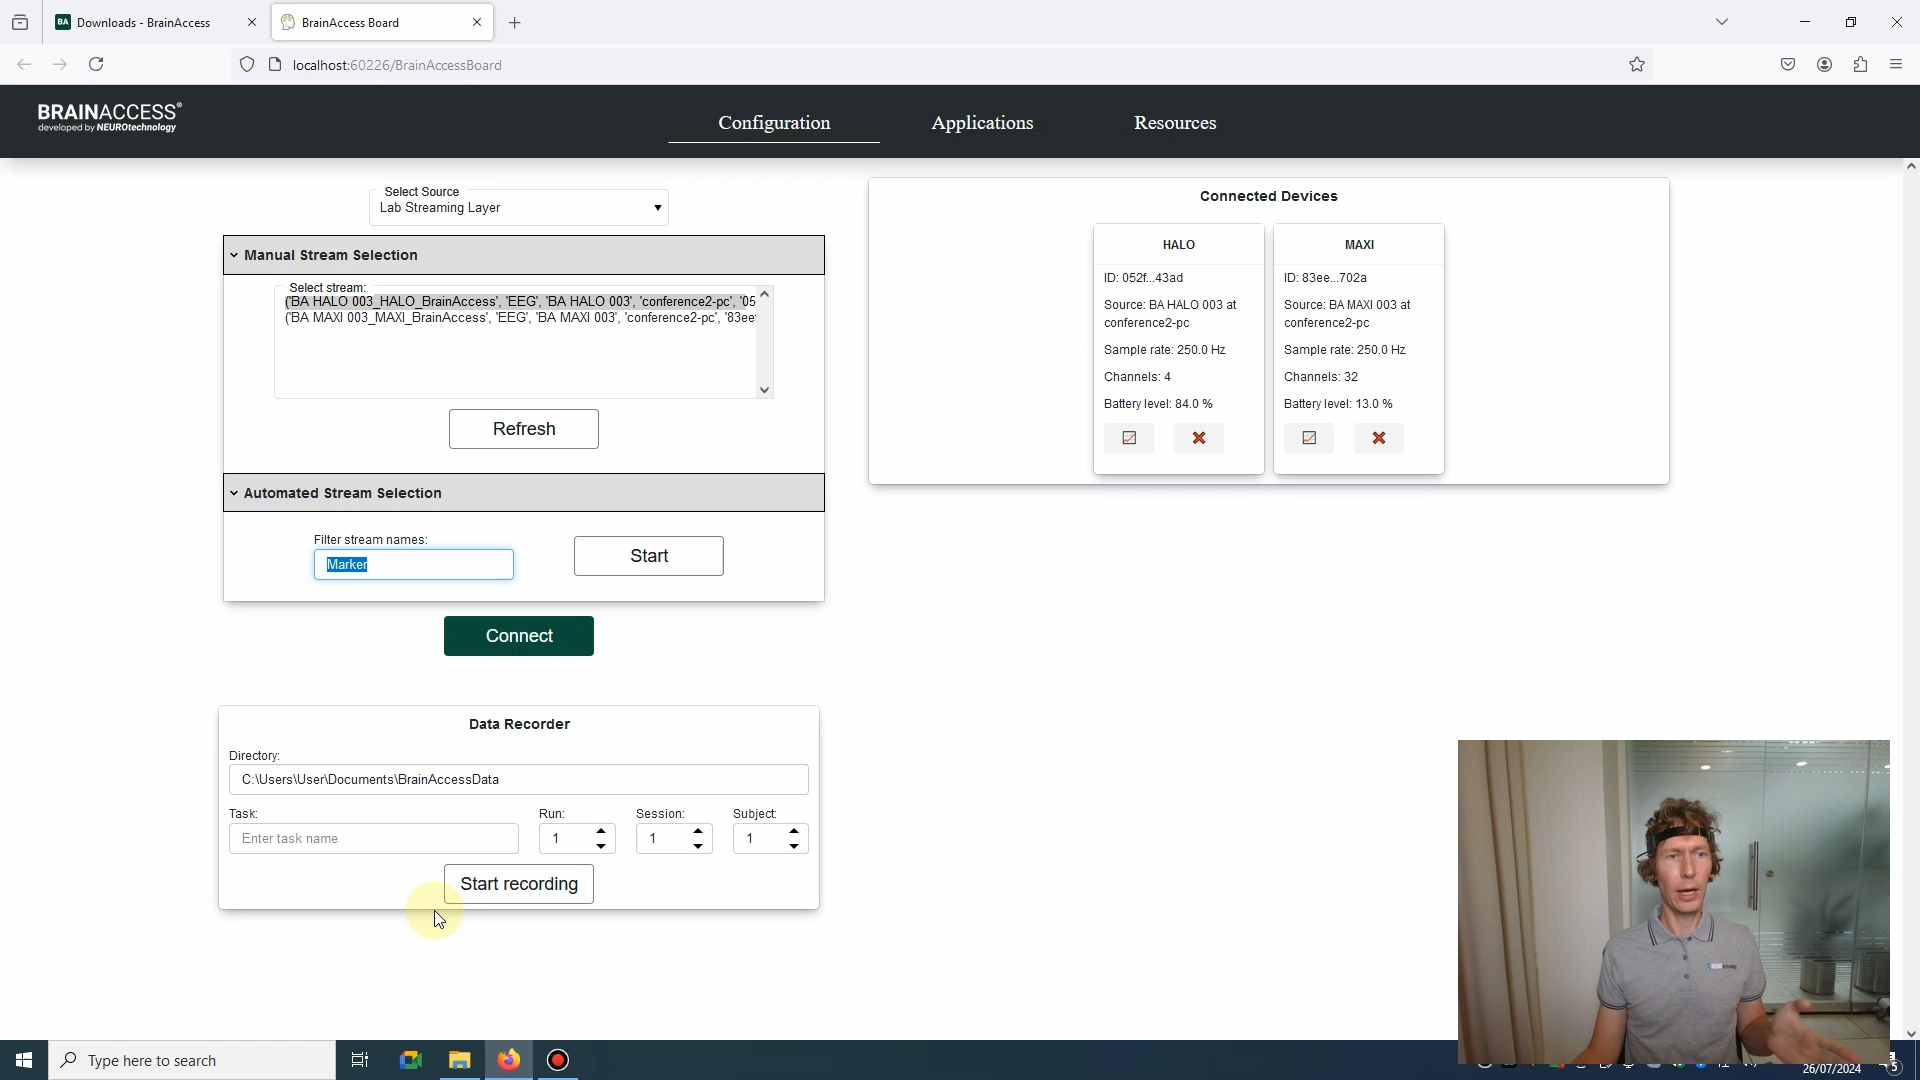 Downloads - BrainAccess
BrainAccess Board
localhost:60226/BrainAccessBoard
BRAINACCESS®
developed by NEUROtechnology
Configuration
Applications
Resources
Select Source
Lab Streaming Layer
Manual Stream Selection
Select stream:
('BA HALO 003_HALO_BrainAccess', 'EEG', 'BA HALO 003', 'conference2-pc', '05
('BA MAXI 003_MAXI_BrainAccess', 'EEG', 'BA MAXI 003', 'conference2-pc', '83ee
Refresh
Automated Stream Selection
Filter stream names:
Marker
Start
Connect
Data Recorder
Directory:
C:\Users\User\Documents\BrainAccessData
Task:
Run:
Session:
Subject:
Enter task name
1
1
1
Start recording
Connected Devices
HALO
ID: 052f...43ad
Source: BA HALO 003 at
conference2-pc
Sample rate: 250.0 Hz
Channels: 4
Battery level: 84.0 %
MAXI
ID: 83ee...702a
Source: BA MAXI 003 at
conference2-pc
Sample rate: 250.0 Hz
Channels: 32
Battery level: 13.0 %
Type here to search
26/07/2024
5